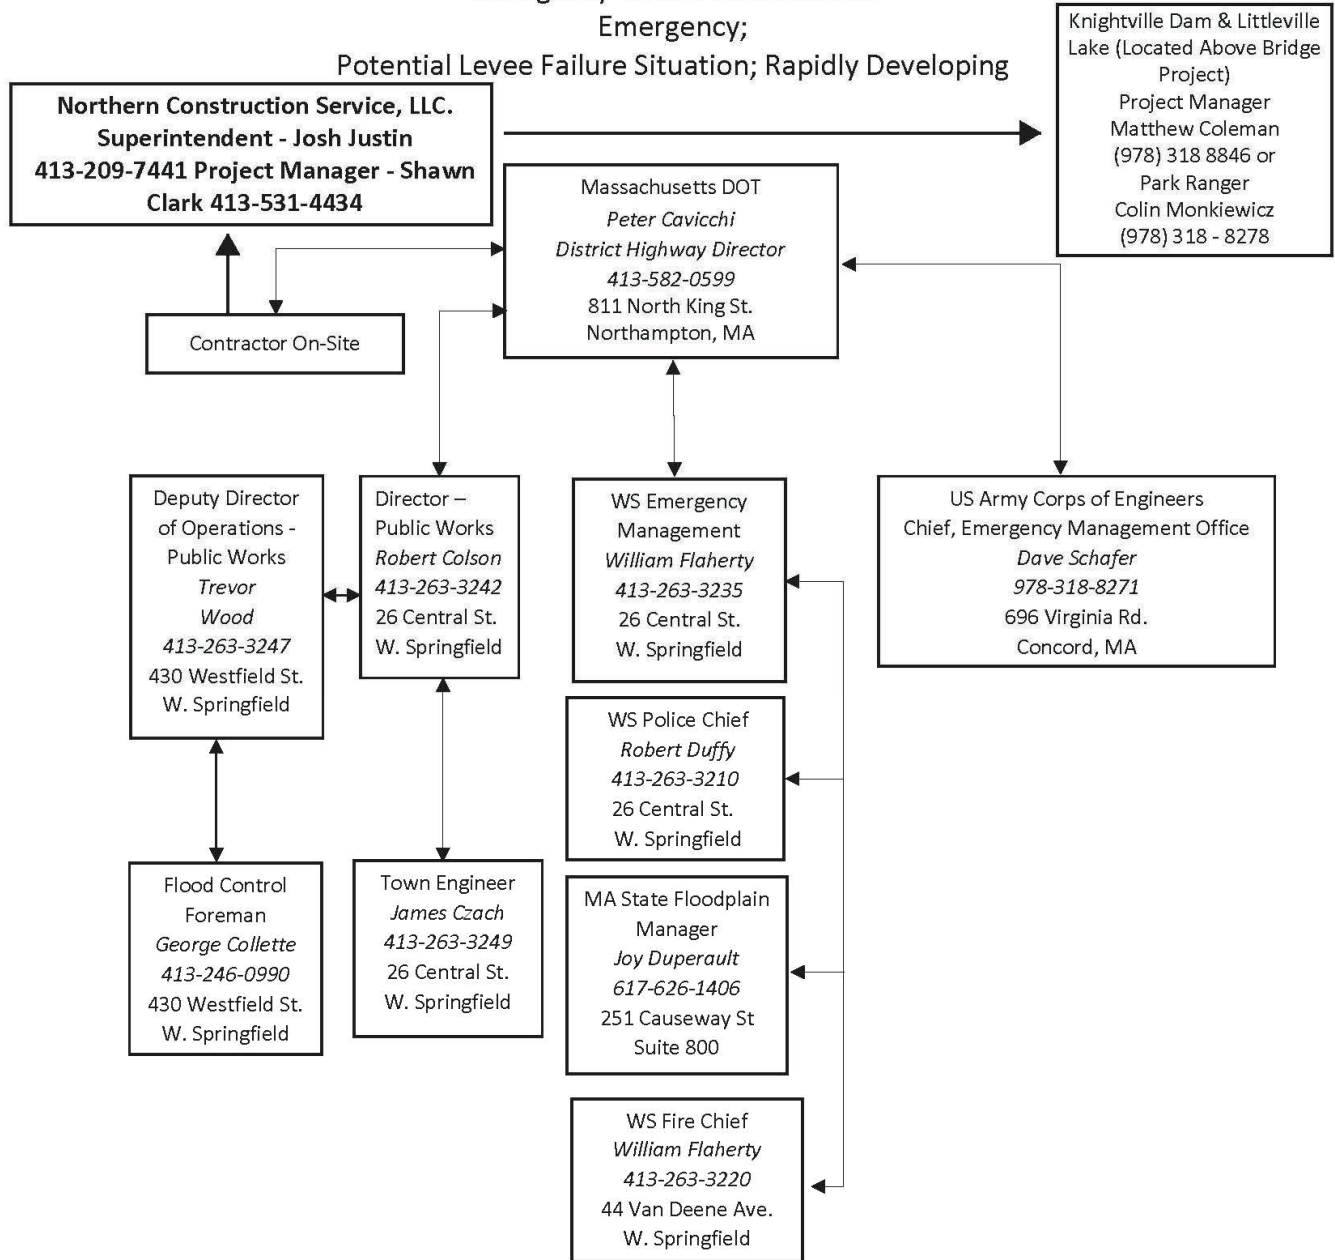 Emergency;
Potential Levee Failure Situation; Rapidly Developing
Knightville Dam & Littleville
Lake (Located Above Bridge
Project)
Project Manager
Matthew Coleman
(978) 318 8846 or
Park Ranger
Colin Monkiewicz
(978) 318 - 8278
Northern Construction Service, LLC.
Superintendent - Josh Justin
413-209-7441 Project Manager - Shawn
Clark 413-531-4434
Massachusetts DOT
Peter Cavicchi
District Highway Director
413-582-0599
811 North King St.
Northampton, MA
Contractor On-Site
Deputy Director
of Operations -
Public Works
Trevor
Wood
413-263-3247
430 Westfield St.
W. Springfield
Director –
Public Works
Robert Colson
413-263-3242
26 Central St.
W. Springfield
WS Emergency
Management
William Flaherty
413-263-3235
26 Central St.
W. Springfield
US Army Corps of Engineers
Chief, Emergency Management Office
Dave Schafer
978-318-8271
696 Virginia Rd.
Concord, MA
WS Police Chief
Robert Duffy
413-263-3210
26 Central St.
W. Springfield
Flood Control
Foreman
George Collette
413-246-0990
430 Westfield St.
W. Springfield
Town Engineer
James Czach
413-263-3249
26 Central St.
W. Springfield
MA State Floodplain
Manager
Joy Duperault
617-626-1406
251 Causeway St
Suite 800
WS Fire Chief
William Flaherty
413-263-3220
44 Van Deene Ave.
W. Springfield